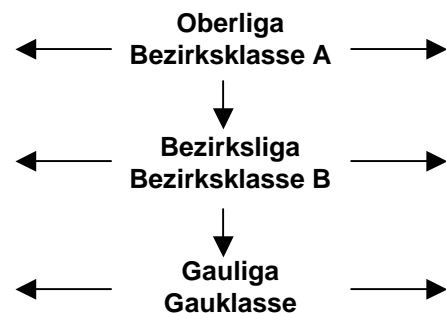 Oberliga
Bezirksklasse A
Bezirksliga
Bezirksklasse B
Gauliga
Gauklasse